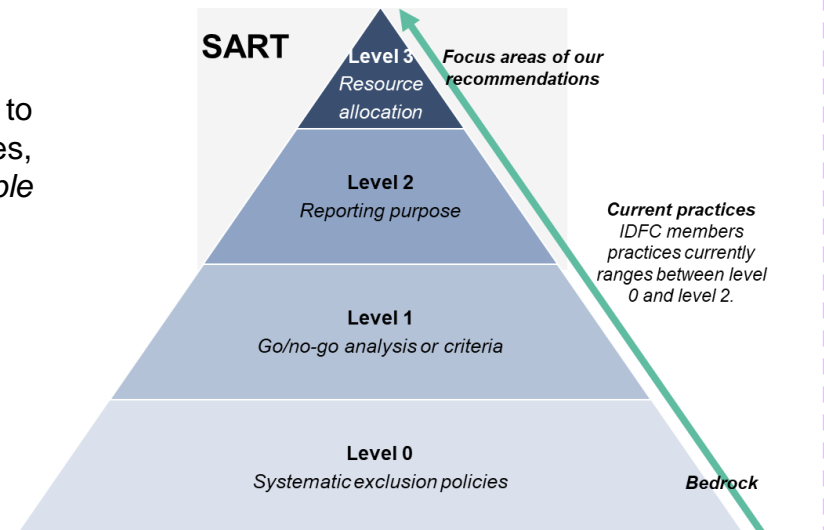 SART
Level 3
Resource
allocation
Focus areas of our
recommendations
to
es,
ple
Level 2
Reporting purpose
Current practices
IDFC members
practices currently
ranges between level
0 and level 2.
Level 1
Go/no-go analysis or criteria
Level 0
Systematic exclusion policies
Bedrock